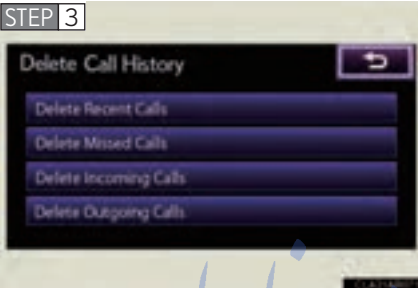 STEP 3
Delete Call History
Delete Recent Calls
Delete Missed Calls
Delete Incoming Calls
Delete Outgoing Calls